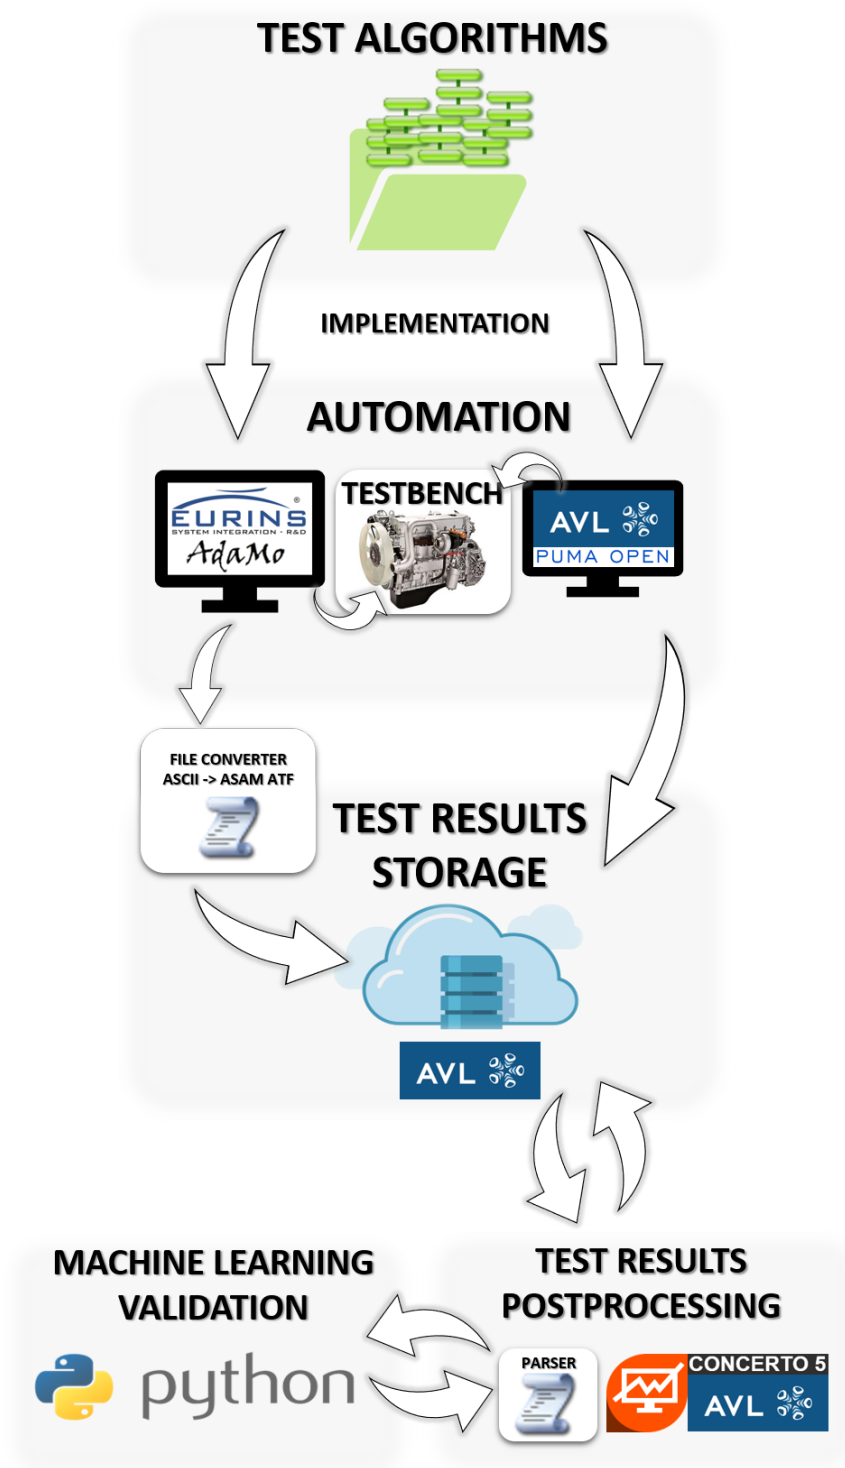 TEST ALGORITHMS
IMPLEMENTATION
AUTOMATION
EURINS
®
SYSTEM INTEGRATION - R&D
AdaMo
TESTBENCH
AVL
PUMA OPEN
FILE CONVERTER
ASCII -> ASAM ATF
TEST RESULTS
STORAGE
AVL
MACHINE LEARNING
VALIDATION
python
TEST RESULTS
POSTPROCESSING
PARSER
CONCERTO 5
AVL